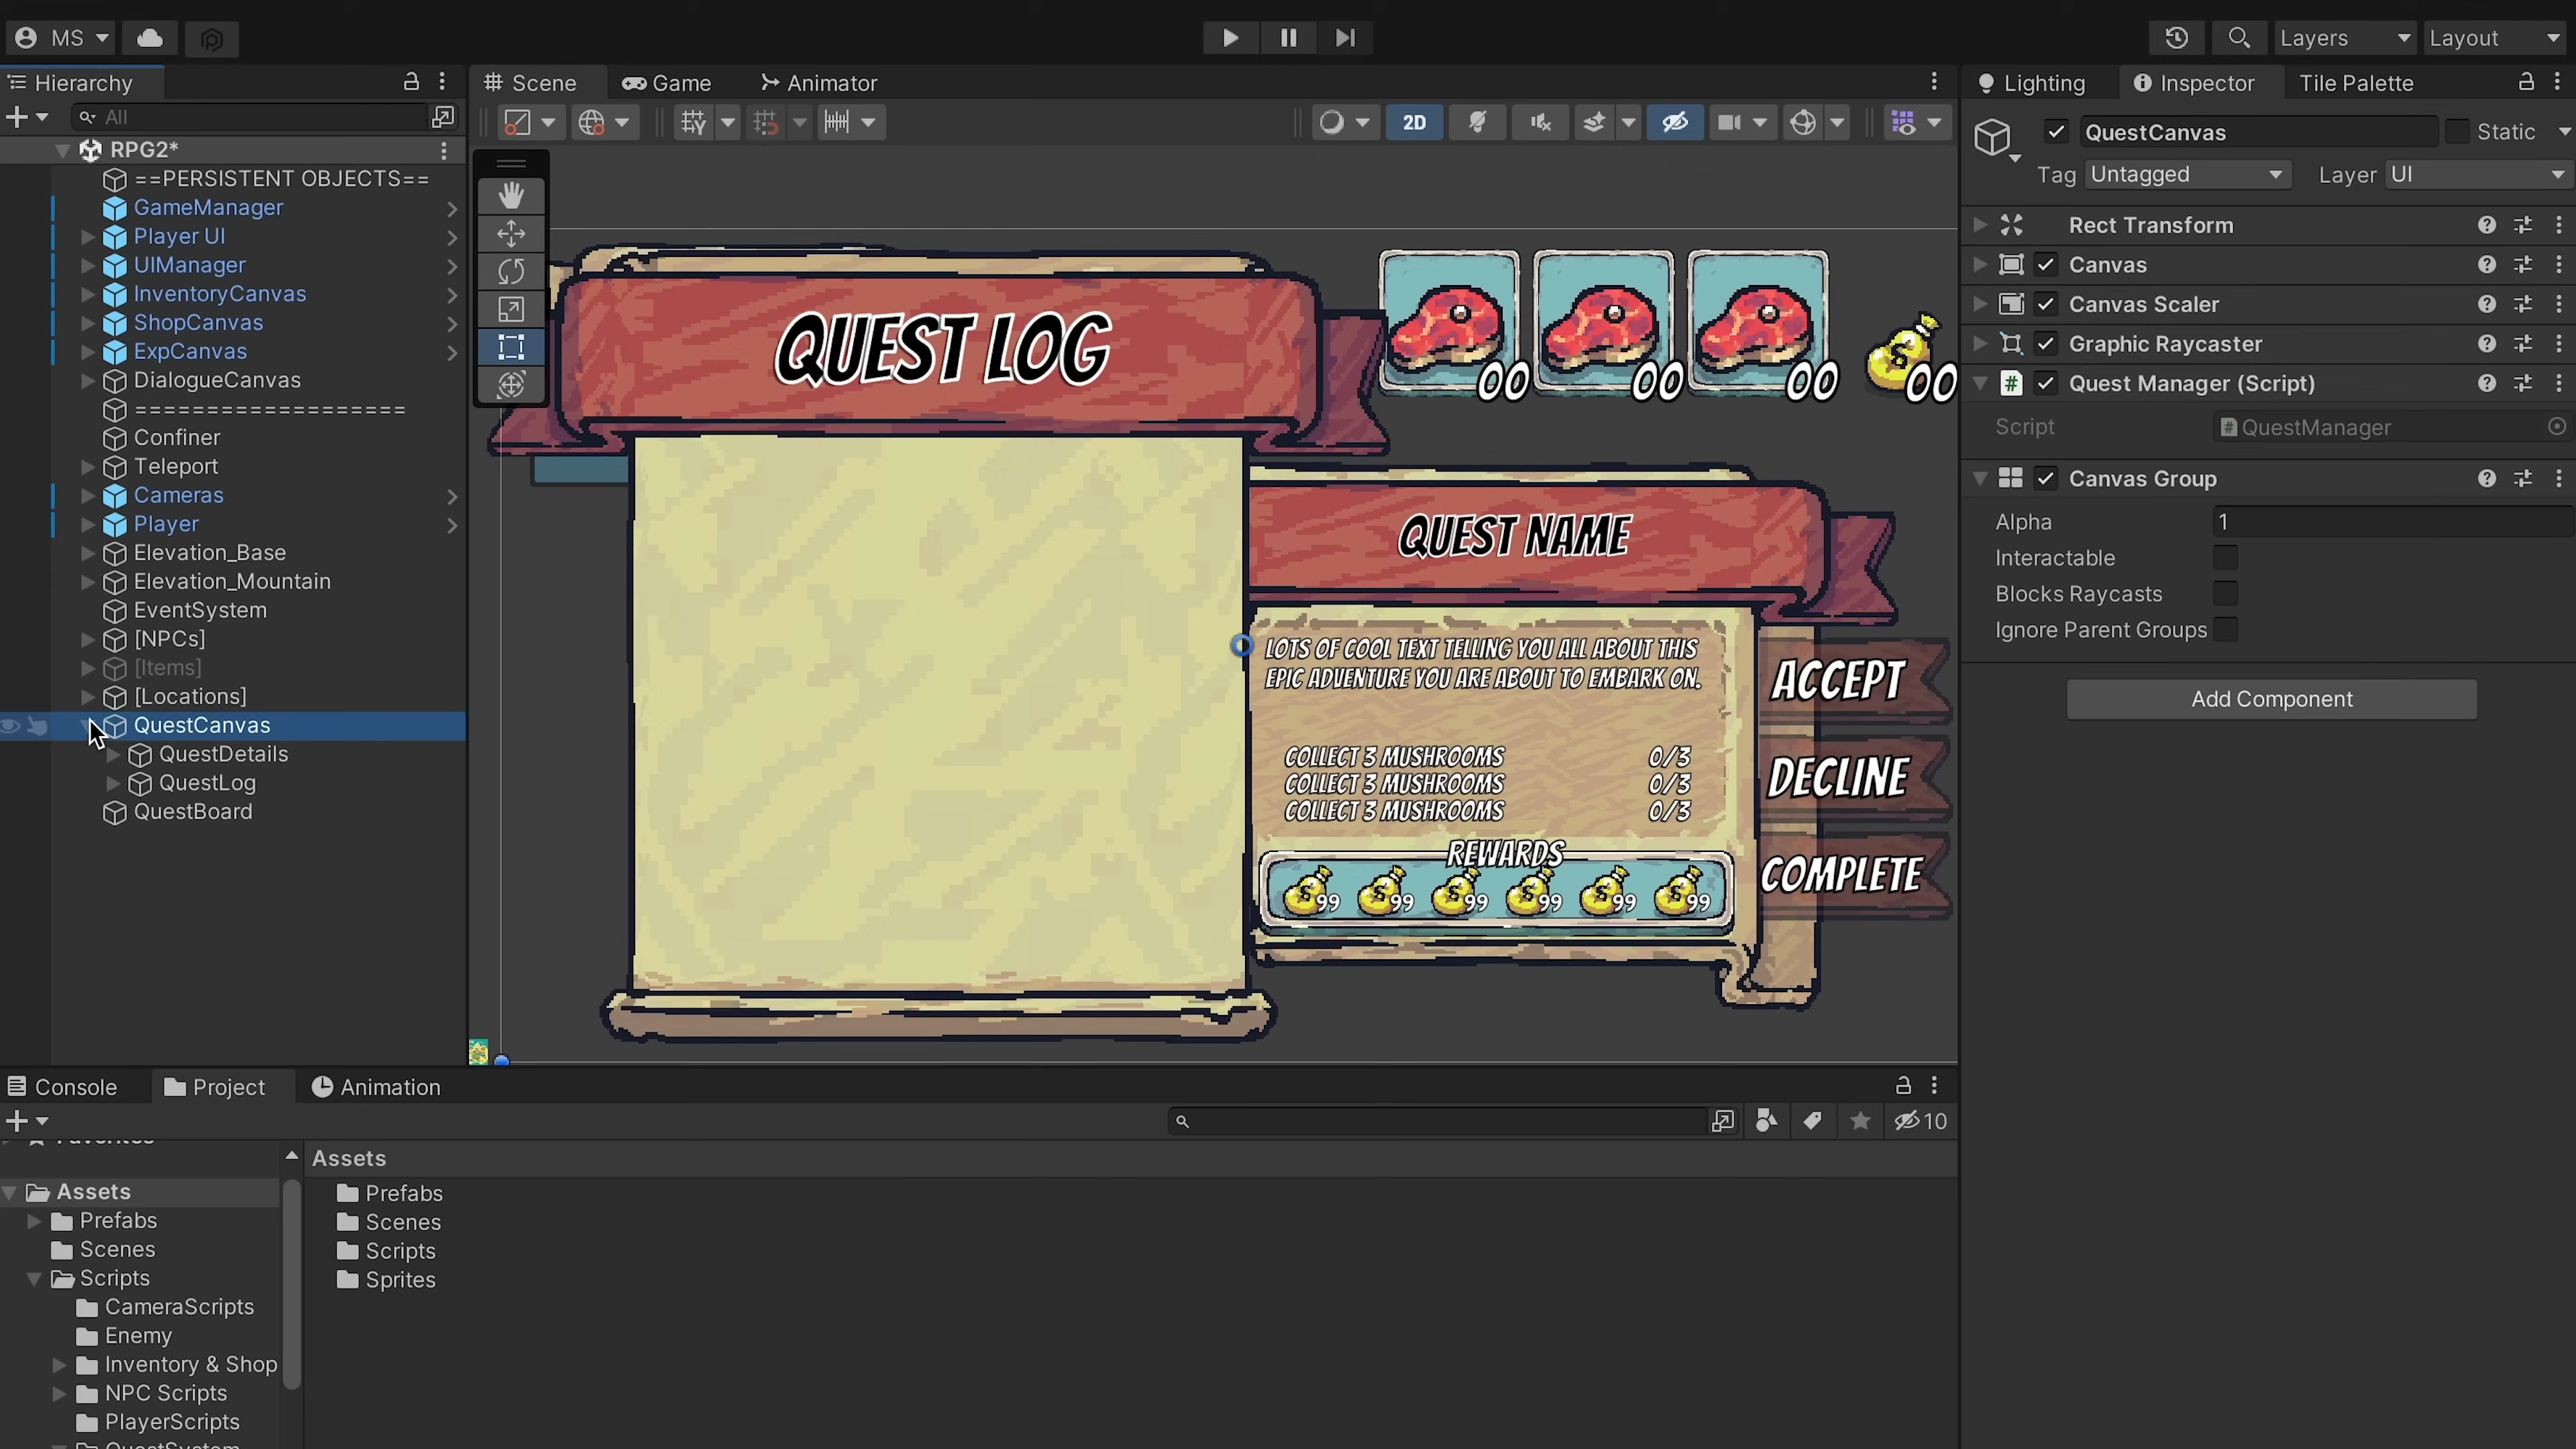 MS
Layers
Layout
Hierarchy
All
RPG2*
==PERSISTENT OBJECTS==
GameManager
Player UI
UIManager
InventoryCanvas
ShopCanvas
ExpCanvas
DialogueCanvas
===================
Confiner
Teleport
Cameras
Player
Elevation_Base
Elevation_Mountain
EventSystem
[NPCs]
[Items]
[Locations]
QuestCanvas
QuestDetails
QuestLog
QuestBoard
Scene
Game
Animator
2D
QUEST LOG
00
00
00
00
QUEST NAME
LOTS OF COOL TEXT TELLING YOU ALL ABOUT THIS
EPIC ADVENTURE YOU ARE ABOUT TO EMBARK ON.
COLLECT 3 MUSHROOMS 0/3
COLLECT 3 MUSHROOMS 0/3
COLLECT 3 MUSHROOMS 0/3
REWARDS
99 99 99 99 99 99
ACCEPT
DECLINE
COMPLETE
Lighting
Inspector
Tile Palette
QuestCanvas
Static
Tag Untagged
Layer UI
Rect Transform
Canvas
Canvas Scaler
Graphic Raycaster
Quest Manager (Script)
Script QuestManager
Canvas Group
Alpha 1
Interactable
Blocks Raycasts
Ignore Parent Groups
Add Component
Console
Project
Animation
10
Favorites
Assets
Prefabs
Scenes
Scripts
CameraScripts
Enemy
Inventory & Shop
NPC Scripts
PlayerScripts
QuestSystem
Assets
Prefabs
Scenes
Scripts
Sprites